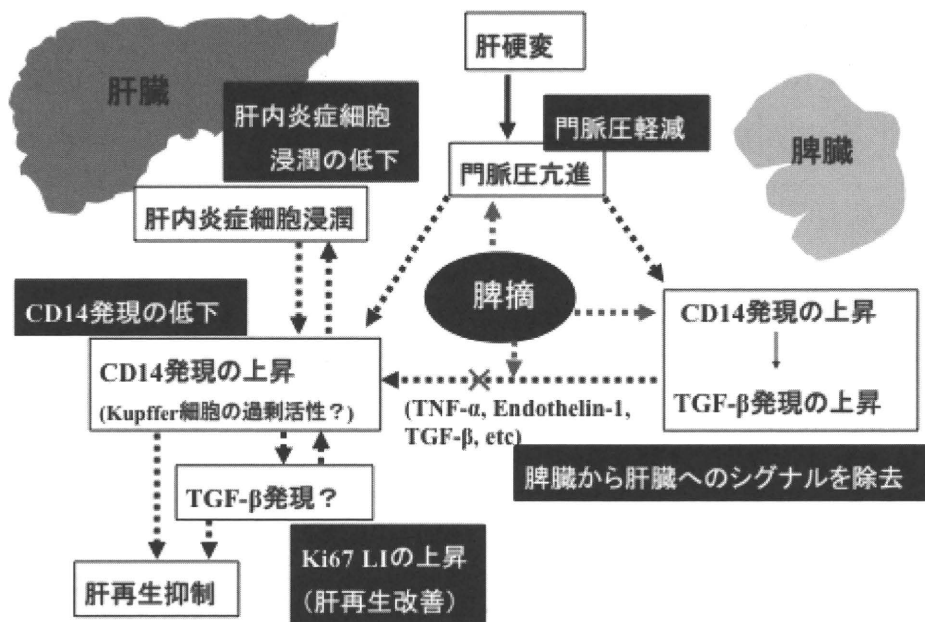 肝硬変
肝臓
肝内炎症細胞
浸潤の低下
門脈圧軽減
脾臓
門脈圧亢進
肝内炎症細胞浸潤
脾摘
CD14発現の低下
CD14発現の上昇
CD14発現の上昇
(Kupffer細胞の過剰活性？)
(TNF-α, Endothelin-1,
TGF-β, etc)
TGF-β発現の上昇
脾臓から肝臓へのシグナルを除去
TGF-β発現？
Ki67 LIの上昇
（肝再生改善）
肝再生抑制